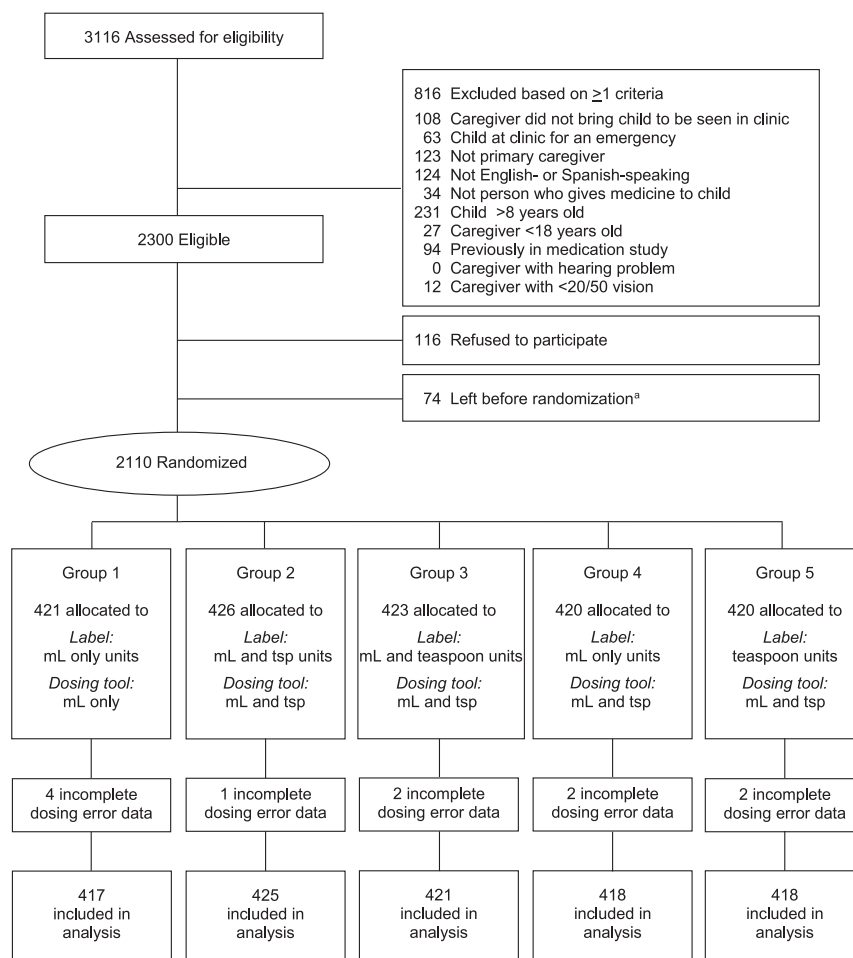 3116 Assessed for eligibility
816 Excluded based on ≥1 criteria
108 Caregiver did not bring child to be seen in clinic
63 Child at clinic for an emergency
123 Not primary caregiver
124 Not English- or Spanish-speaking
34 Not person who gives medicine to child
231 Child >8 years old
27 Caregiver <18 years old
94 Previously in medication study
0 Caregiver with hearing problem
12 Caregiver with <20/50 vision
2300 Eligible
116 Refused to participate
74 Left before randomizationᵃ
2110 Randomized
Group 1
421 allocated to
Label:
mL only units
Dosing tool:
mL only
Group 2
426 allocated to
Label:
mL and tsp units
Dosing tool:
mL and tsp
Group 3
423 allocated to
Label:
mL and teaspoon units
Dosing tool:
mL and tsp
Group 4
420 allocated to
Label:
mL only units
Dosing tool:
mL and tsp
Group 5
420 allocated to
Label:
teaspoon units
Dosing tool:
mL and tsp
4 incomplete
dosing error data
1 incomplete
dosing error data
2 incomplete
dosing error data
2 incomplete
dosing error data
2 incomplete
dosing error data
417
included in
analysis
425
included in
analysis
421
included in
analysis
418
included in
analysis
418
included in
analysis